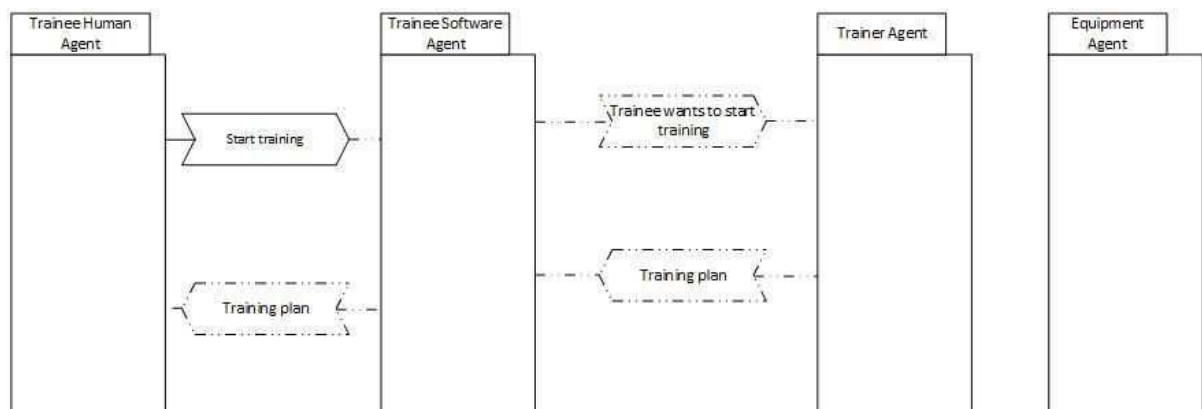 Trainee Human
Agent
Trainee Software
Agent
Trainer Agent
Equipment
Agent
Start training
Trainee wants to start
training
Training plan
Training plan